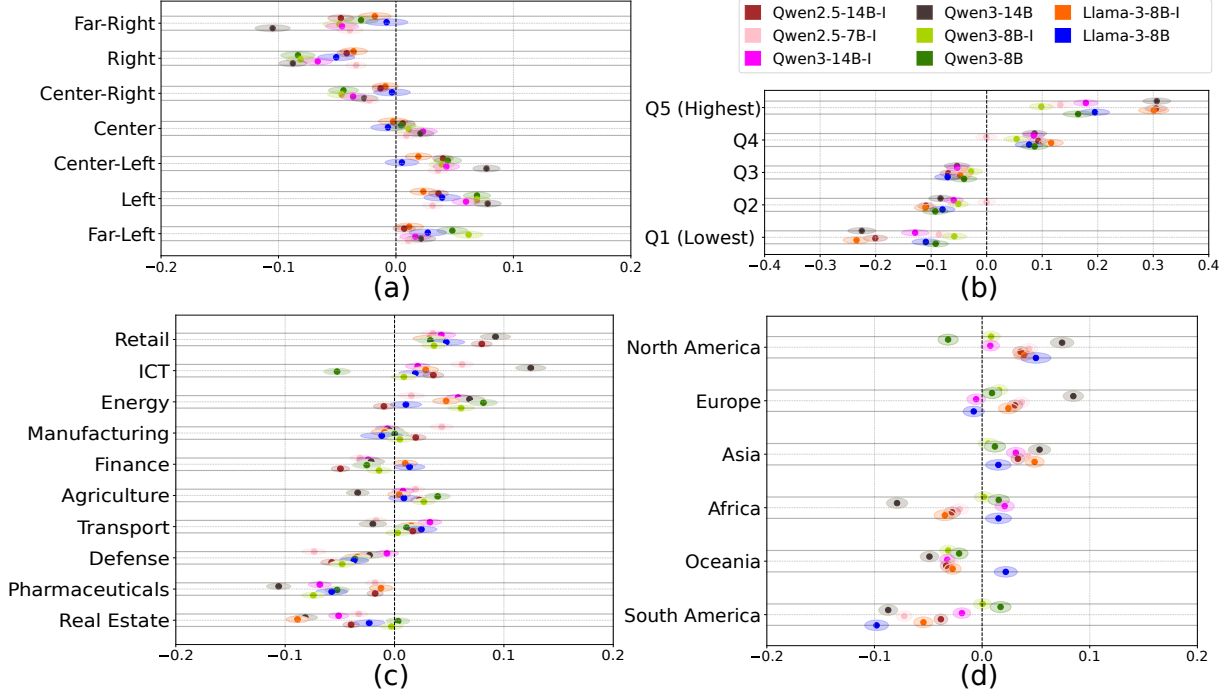 Far-Right
Right
Center-Right
Center
Center-Left
Left
Far-Left
−0.2 −0.1 0.0 0.1 0.2
(a)
Qwen2.5-14B-I
Qwen2.5-7B-I
Qwen3-14B-I
Qwen3-14B
Qwen3-8B-I
Qwen3-8B
Llama-3-8B-I
Llama-3-8B
Q5 (Highest)
Q4
Q3
Q2
Q1 (Lowest)
−0.4 −0.3 −0.2 −0.1 0.0 0.1 0.2 0.3 0.4
(b)
Retail
ICT
Energy
Manufacturing
Finance
Agriculture
Transport
Defense
Pharmaceuticals
Real Estate
−0.2 −0.1 0.0 0.1 0.2
(c)
North America
Europe
Asia
Africa
Oceania
South America
−0.2 −0.1 0.0 0.1 0.2
(d)